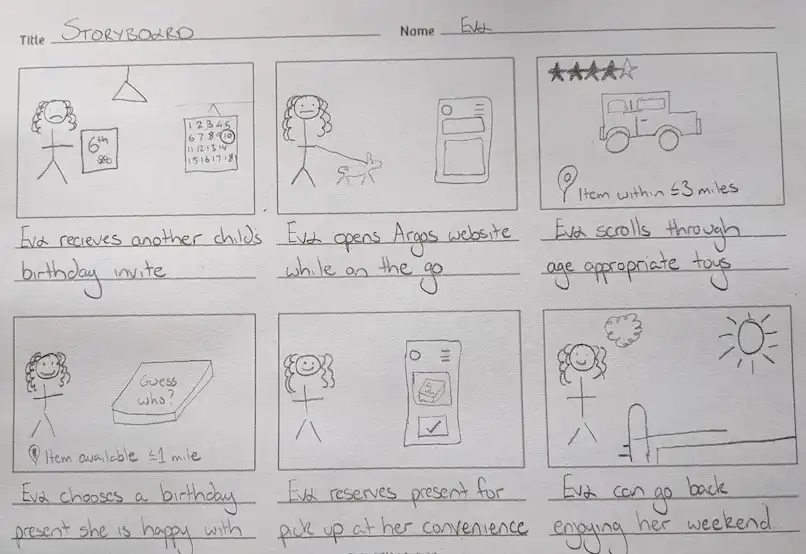 Title STORYBOARD
Name Eva
6th
1 2 3 4 5
6 7 8 9 10
11 12 13 14
15 16 17 18
Eva recieves another child's
birthday invite
Eva opens Argos website
while on the go
Item within ≤3 miles
Eva scrolls through
age appropriate toys
Guess
who?
Item available ≤1 mile
Eva chooses a birthday
present she is happy with
Eva reserves present for
pick up at her convenience
Eva can go back
enjoying her weekend